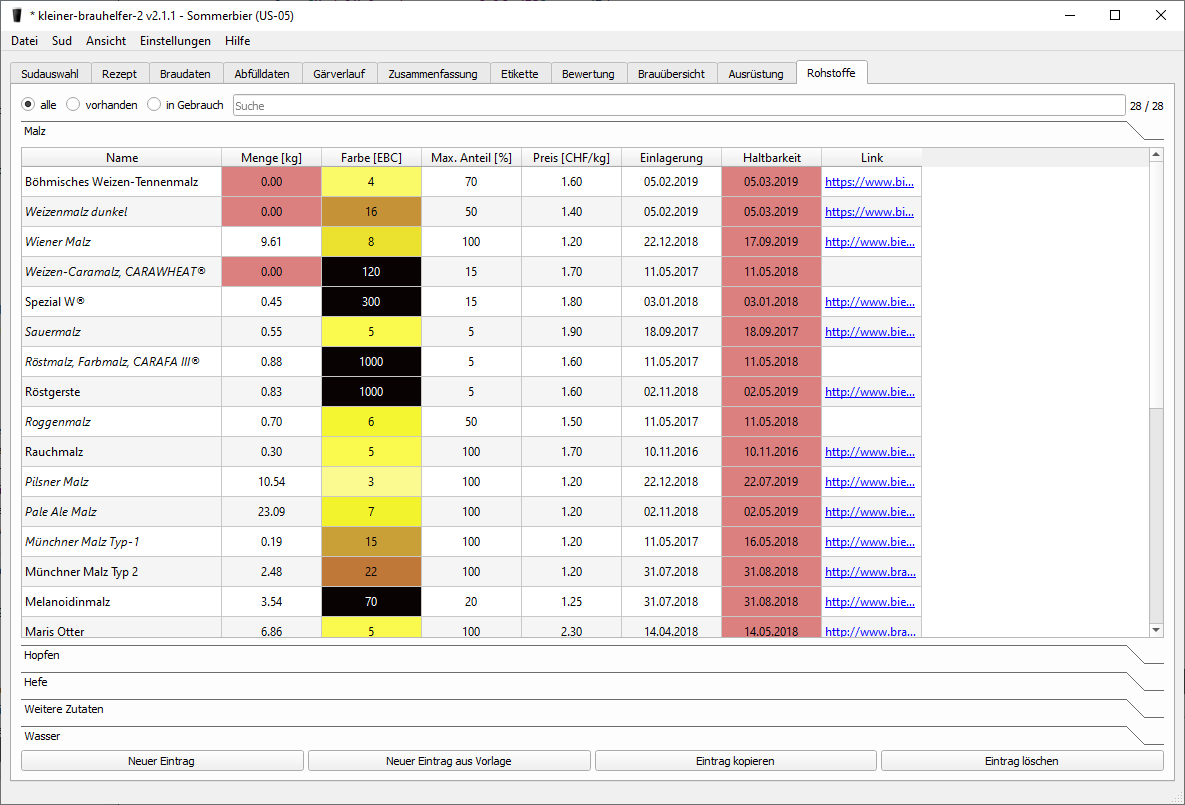 * kleiner-brauhelfer-2 v2.1.1 - Sommerbier (US-05)
Datei Sud Ansicht Einstellungen Hilfe
Sudauswahl Rezept Braudaten Abfülldaten Gärverlauf Zusammenfassung Etikette Bewertung Brauübersicht Ausrüstung Rohstoffe
alle vorhanden in Gebrauch Suche 28 / 28
Malz
Name Menge [kg] Farbe [EBC] Max. Anteil [%] Preis [CHF/kg] Einlagerung Haltbarkeit Link
Böhmisches Weizen-Tennenmalz 0.00 4 70 1.60 05.02.2019 05.03.2019 https://www.bi...
Weizenmalz dunkel 0.00 16 50 1.40 05.02.2019 05.03.2019 https://www.bi...
Wiener Malz 9.61 8 100 1.20 22.12.2018 17.09.2019 http://www.bie...
Weizen-Caramalz, CARAWHEAT® 0.00 120 15 1.70 11.05.2017 11.05.2018
Spezial W® 0.45 300 15 1.80 03.01.2018 03.01.2018 http://www.bie...
Sauermalz 0.55 5 5 1.90 18.09.2017 18.09.2017 http://www.bie...
Röstmalz, Farbmalz, CARAFA III® 0.88 1000 5 1.60 11.05.2017 11.05.2018
Röstgerste 0.83 1000 5 1.60 02.11.2018 02.05.2019 http://www.bie...
Roggenmalz 0.70 6 50 1.50 11.05.2017 11.05.2018
Rauchmalz 0.30 5 100 1.70 10.11.2016 10.11.2016 http://www.bie...
Pilsner Malz 10.54 3 100 1.20 22.12.2018 22.07.2019 http://www.bie...
Pale Ale Malz 23.09 7 100 1.20 02.11.2018 02.05.2019 http://www.bie...
Münchner Malz Typ-1 0.19 15 100 1.20 11.05.2017 16.05.2018 http://www.bie...
Münchner Malz Typ 2 2.48 22 100 1.20 31.07.2018 31.08.2018 http://www.bra...
Melanoidinmalz 3.54 70 20 1.25 31.07.2018 31.08.2018 http://www.bie...
Maris Otter 6.86 5 100 2.30 14.04.2018 14.05.2018 http://www.bra...
Hopfen
Hefe
Weitere Zutaten
Wasser
Neuer Eintrag Neuer Eintrag aus Vorlage Eintrag kopieren Eintrag löschen